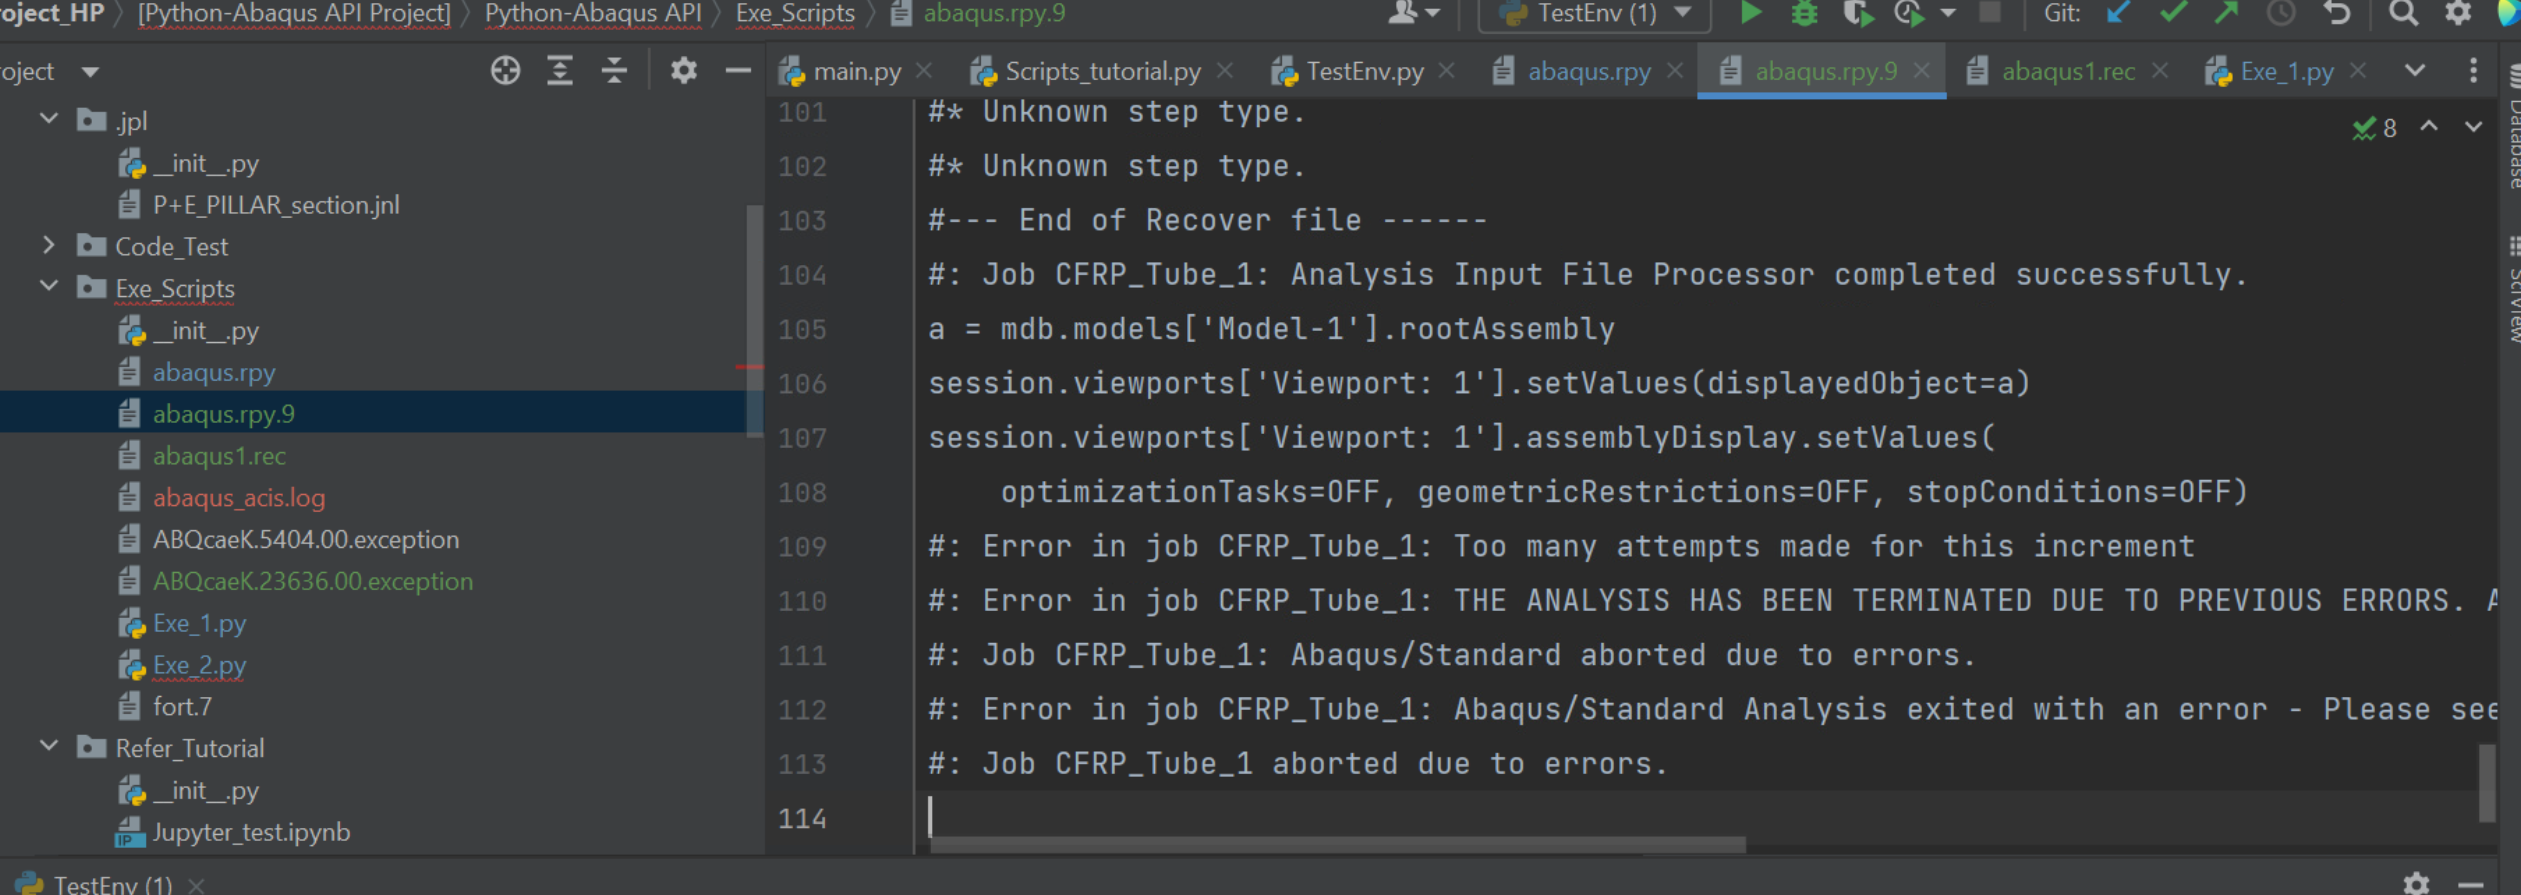 roject_HP
[Python-Abaqus API Project]
Python-Abaqus API
Exe_Scripts
abaqus.rpy.9
TestEnv (1)
Git:
roject
main.py
Scripts_tutorial.py
TestEnv.py
abaqus.rpy
abaqus.rpy.9
abaqus1.rec
Exe_1.py
.jpl
__init__.py
P+E_PILLAR_section.jnl
Code_Test
Exe_Scripts
__init__.py
abaqus.rpy
abaqus.rpy.9
abaqus1.rec
abaqus_acis.log
ABQcaeK.5404.00.exception
ABQcaeK.23636.00.exception
Exe_1.py
Exe_2.py
fort.7
Refer_Tutorial
__init__.py
Jupyter_test.ipynb
101 #* Unknown step type.
102 #* Unknown step type.
103 #--- End of Recover file ------
104 #: Job CFRP_Tube_1: Analysis Input File Processor completed successfully.
105 a = mdb.models['Model-1'].rootAssembly
106 session.viewports['Viewport: 1'].setValues(displayedObject=a)
107 session.viewports['Viewport: 1'].assemblyDisplay.setValues(
108     optimizationTasks=OFF, geometricRestrictions=OFF, stopConditions=OFF)
109 #: Error in job CFRP_Tube_1: Too many attempts made for this increment
110 #: Error in job CFRP_Tube_1: THE ANALYSIS HAS BEEN TERMINATED DUE TO PREVIOUS ERRORS. A
111 #: Job CFRP_Tube_1: Abaqus/Standard aborted due to errors.
112 #: Error in job CFRP_Tube_1: Abaqus/Standard Analysis exited with an error - Please see
113 #: Job CFRP_Tube_1 aborted due to errors.
114
8
Database
SciView
TestEnv (1)